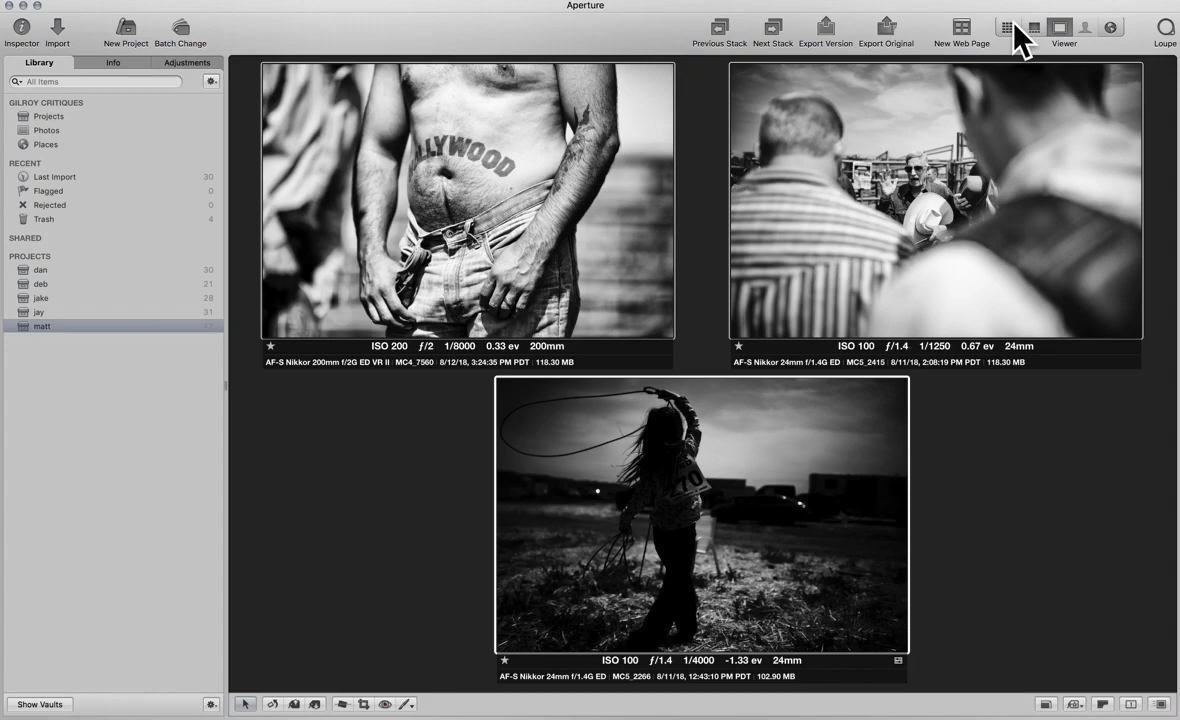 Aperture
Inspector
Import
New Project
Batch Change
Previous Stack
Next Stack
Export Version
Export Original
New Web Page
Viewer
Loupe
Library
Info
Adjustments
All Items
GILROY CRITIQUES
Projects
Photos
Places
RECENT
Last Import 30
Flagged 0
Rejected 0
Trash 4
SHARED
PROJECTS
dan 30
deb 21
jake 28
jay 31
matt
Show Vaults
LLYWOOD
ISO 200 ƒ/2 1/8000 0.33 ev 200mm
AF-S Nikkor 200mm f/2G ED VR II | MC4_7560 | 8/12/18, 3:24:35 PM PDT | 118.30 MB
ISO 100 ƒ/1.4 1/1250 0.67 ev 24mm
AF-S Nikkor 24mm f/1.4G ED | MC5_2415 | 8/11/18, 2:08:19 PM PDT | 118.30 MB
70
ISO 100 ƒ/1.4 1/4000 -1.33 ev 24mm
AF-S Nikkor 24mm f/1.4G ED | MC5_2266 | 8/11/18, 12:43:10 PM PDT | 102.90 MB